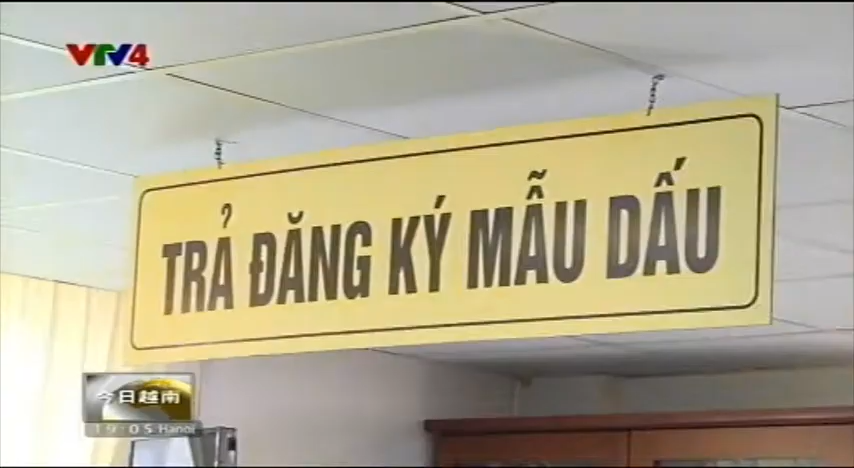 VTV4
TRẢ ĐĂNG KÝ MẪU DẤU
今日越南
19:05 Hanoi